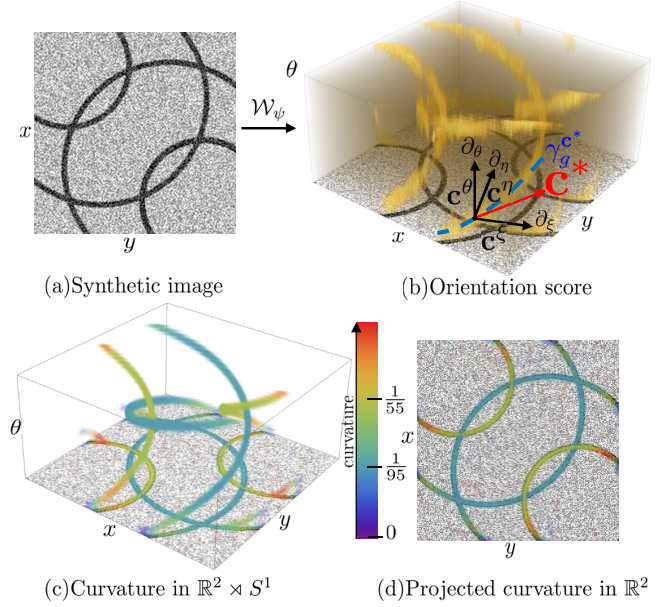 x
y
(a)Synthetic image
𝒲_ψ
θ
∂_θ
∂_η
γ_g^{c*}
c^θ
c^η
c*
c^ξ
∂_ξ
x
y
(b)Orientation score
θ
x
y
(c)Curvature in ℝ² ⋊ S¹
curvature
1/55
1/95
0
x
y
(d)Projected curvature in ℝ²